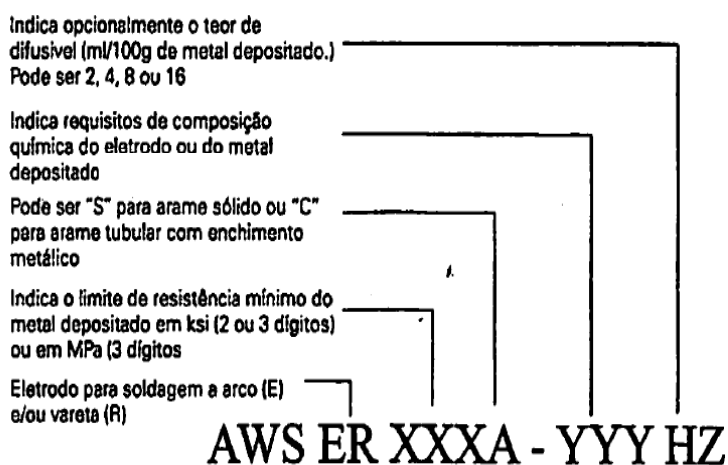 Indica opcionalmente o teor de
difusivel (ml/100g de metal depositado.)
Pode ser 2, 4, 8 ou 16
Indica requisitos de composição
química do eletrodo ou do metal
depositado
Pode ser "S" para arame sólido ou "C"
para arame tubular com enchimento
metálico
Indica o limite de resistência mínimo do
metal depositado em ksi (2 ou 3 dígitos)
ou em MPa (3 dígitos
Eletrodo para soldagem a arco (E)
e/ou vareta (R)
AWS ER XXXA - YYY HZ